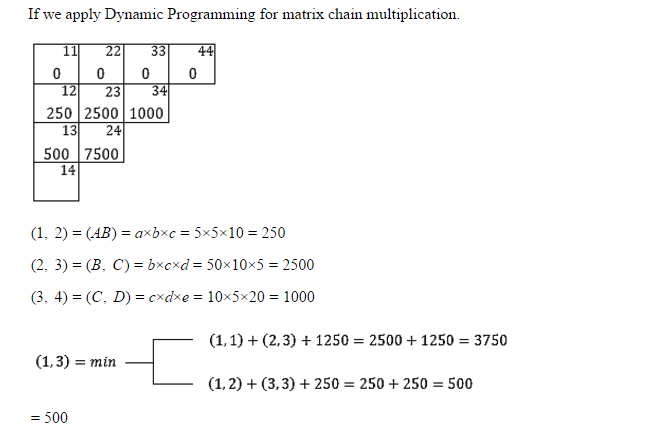 If we apply Dynamic Programming for matrix chain multiplication.
11 22 33 44
0 0 0 0
12 23 34
250 2500 1000
13 24
500 7500
14
(1, 2) = (AB) = a×b×c = 5×5×10 = 250
(2, 3) = (B, C) = b×c×d = 50×10×5 = 2500
(3, 4) = (C, D) = c×d×e = 10×5×20 = 1000
(1, 1) + (2, 3) + 1250 = 2500 + 1250 = 3750
(1, 3) = min
(1, 2) + (3, 3) + 250 = 250 + 250 = 500
= 500